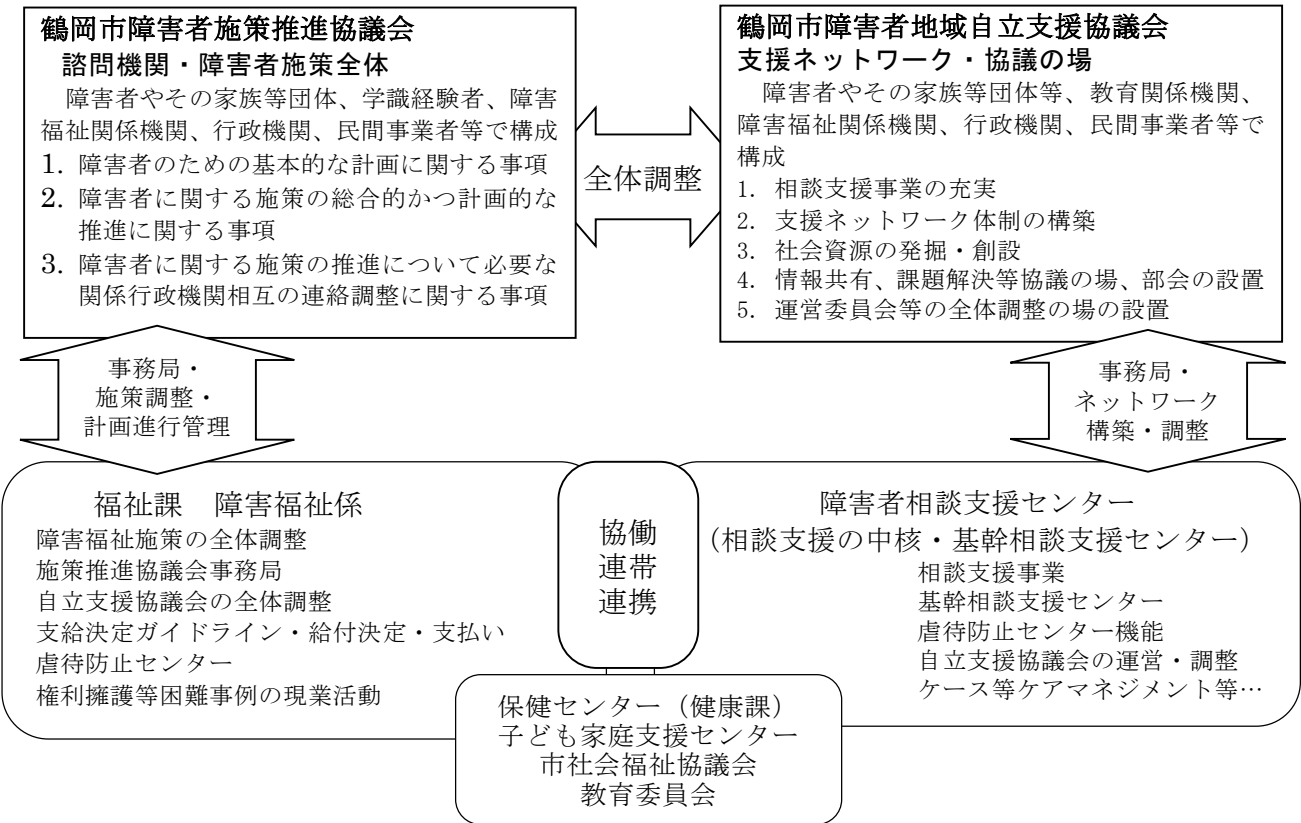 鶴岡市障害者施策推進協議会
諮問機関・障害者施策全体
障害者やその家族等団体、学識経験者、障害
福祉関係機関、行政機関、民間事業者等で構成
1. 障害者のための基本的な計画に関する事項
2. 障害者に関する施策の総合的かつ計画的な
推進に関する事項
3. 障害者に関する施策の推進について必要な
関係行政機関相互の連絡調整に関する事項
全体調整
鶴岡市障害者地域自立支援協議会
支援ネットワーク・協議の場
障害者やその家族等団体等、教育関係機関、
障害福祉関係機関、行政機関、民間事業者等で
構成
1. 相談支援事業の充実
2. 支援ネットワーク体制の構築
3. 社会資源の発掘・創設
4. 情報共有、課題解決等協議の場、部会の設置
5. 運営委員会等の全体調整の場の設置
事務局・
施策調整・
計画進行管理
事務局・
ネットワーク
構築・調整
福祉課　障害福祉係
障害福祉施策の全体調整
施策推進協議会事務局
自立支援協議会の全体調整
支給決定ガイドライン・給付決定・支払い
虐待防止センター
権利擁護等困難事例の現業活動
協働
連帯
連携
障害者相談支援センター
(相談支援の中核・基幹相談支援センター)
相談支援事業
基幹相談支援センター
虐待防止センター機能
自立支援協議会の運営・調整
ケース等ケアマネジメント等…
保健センター（健康課）
子ども家庭支援センター
市社会福祉協議会
教育委員会